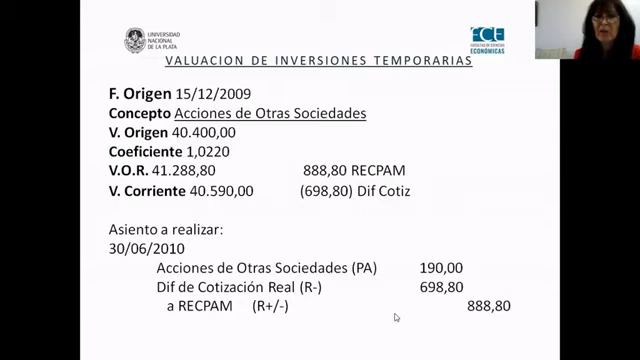 UNIVERSIDAD
NACIONAL
DE LA PLATA
FCE
FACULTAD DE CIENCIAS
ECONÓMICAS
VALUACION DE INVERSIONES TEMPORARIAS
F. Origen 15/12/2009
Concepto Acciones de Otras Sociedades
V. Origen 40.400,00
Coeficiente 1,0220
V.O.R. 41.288,80 888,80 RECPAM
V. Corriente 40.590,00 (698,80) Dif Cotiz
Asiento a realizar:
30/06/2010
Acciones de Otras Sociedades (PA) 190,00
Dif de Cotización Real (R-) 698,80
a RECPAM (R+/-) 888,80